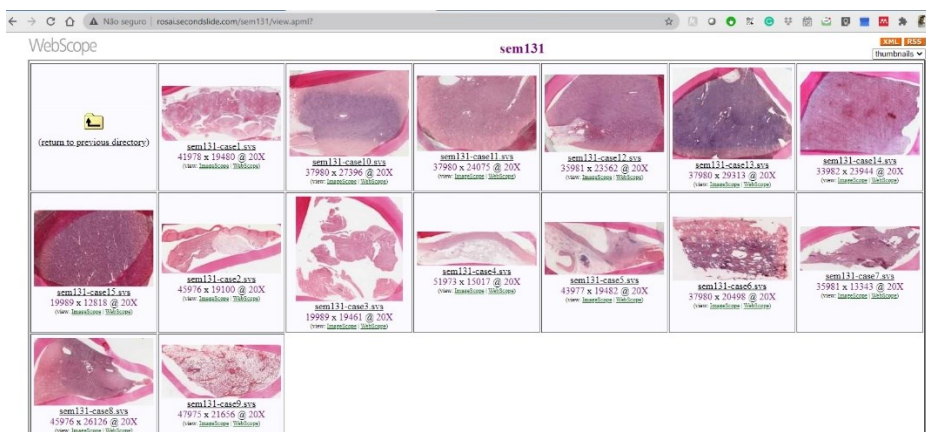 Não seguro | rosai.secondslide.com/sem131/view.apml?
WebScope
sem131
XML RSS
thumbnails
(return to previous directory)
sem131-case1.svs
41978 x 19480 @ 20X
(view: ImageScope | WebScope)
sem131-case10.svs
37980 x 27396 @ 20X
(view: ImageScope | WebScope)
sem131-case11.svs
37980 x 24075 @ 20X
(view: ImageScope | WebScope)
sem131-case12.svs
35981 x 23562 @ 20X
(view: ImageScope | WebScope)
sem131-case13.svs
37980 x 29313 @ 20X
(view: ImageScope | WebScope)
sem131-case14.svs
33982 x 23944 @ 20X
(view: ImageScope | WebScope)
sem131-case15.svs
19989 x 12818 @ 20X
(view: ImageScope | WebScope)
sem131-case2.svs
45976 x 19100 @ 20X
(view: ImageScope | WebScope)
sem131-case3.svs
19989 x 19461 @ 20X
(view: ImageScope | WebScope)
sem131-case4.svs
51973 x 15017 @ 20X
(view: ImageScope | WebScope)
sem131-case5.svs
43977 x 19482 @ 20X
(view: ImageScope | WebScope)
sem131-case6.svs
37980 x 20498 @ 20X
(view: ImageScope | WebScope)
sem131-case7.svs
35981 x 13343 @ 20X
(view: ImageScope | WebScope)
sem131-case8.svs
45976 x 26126 @ 20X
(view: ImageScope | WebScope)
sem131-case9.svs
47975 x 21656 @ 20X
(view: ImageScope | WebScope)